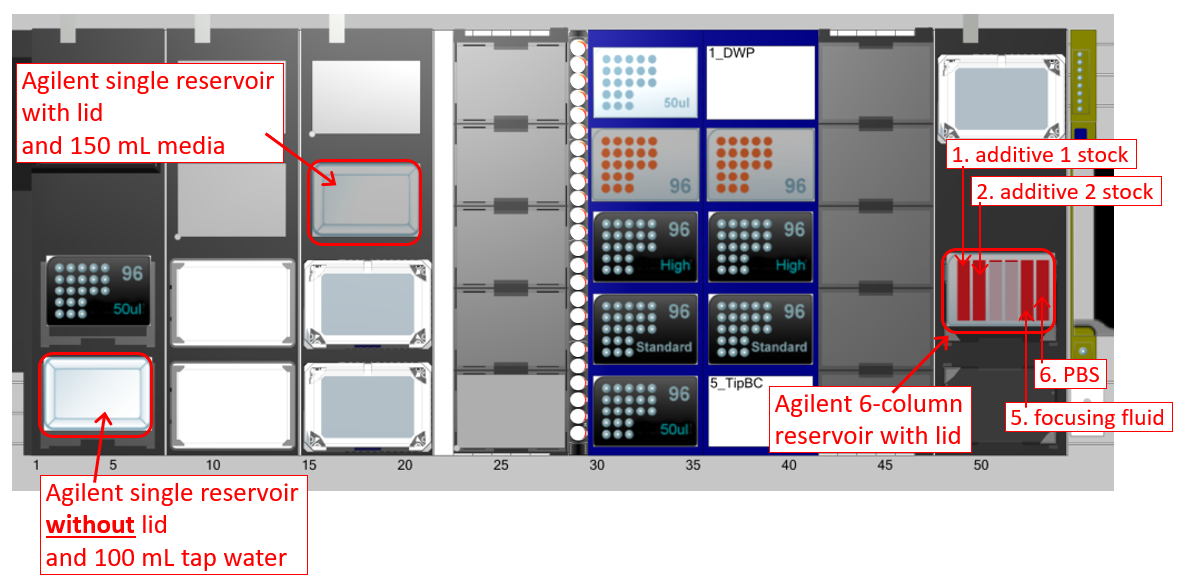 Agilent single reservoir
with lid
and 150 mL media
50ul
1_DWP
1. additive 1 stock
2. additive 2 stock
96
96
96
High
96
High
96
50ul
96
Standard
96
Standard
96
50ul
5_TipBC
6. PBS
5. focusing fluid
Agilent 6-column
reservoir with lid
1
5
10
15
20
25
30
35
40
45
50
Agilent single reservoir
without lid
and 100 mL tap water